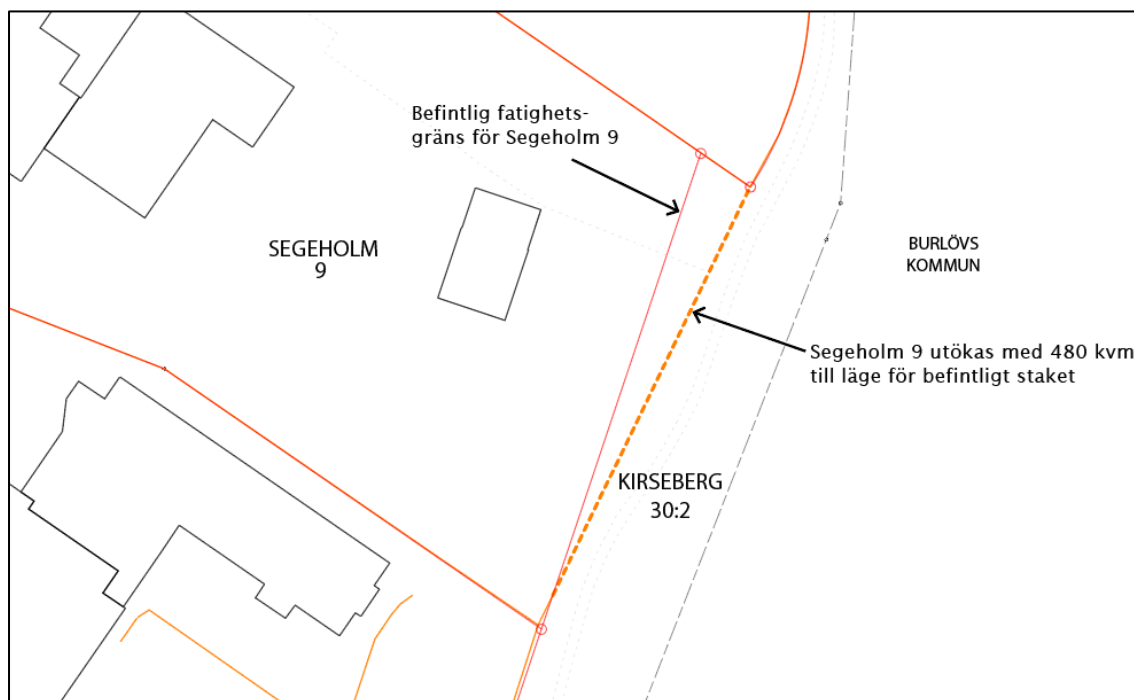 Befintlig fatighets-
gräns för Segeholm 9
SEGEHOLM
9
BURLÖVS
KOMMUN
Segeholm 9 utökas med 480 kvm
till läge för befintligt staket
KIRSEBERG
30:2